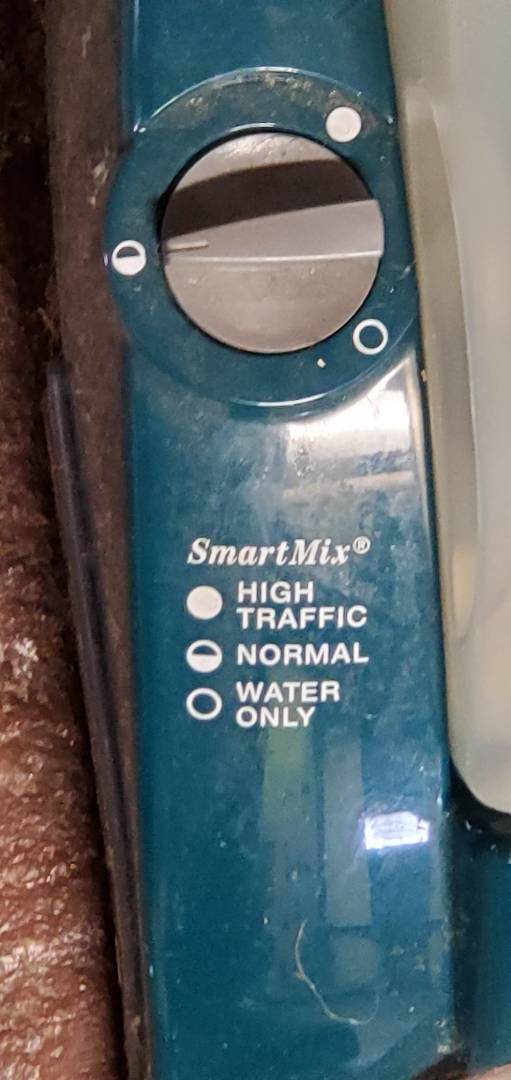 SmartMix®
HIGH
TRAFFIC
NORMAL
WATER
ONLY